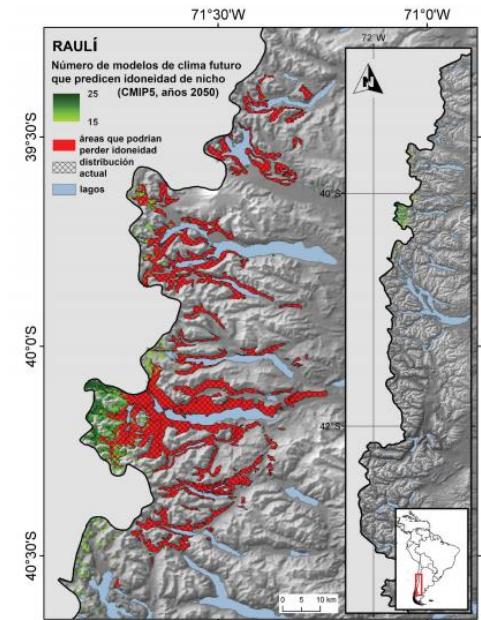 71°30'W
71°0'W
RAULÍ
Número de modelos de clima futuro
que predicen idoneidad de nicho
(CMIP5, años 2050)
25
15
áreas que podrian
perder idoneidad
distribución
actual
lagos
39°30'S
40°0'S
40°30'S
72°W
N
40°S
42°S
0 5 10 km